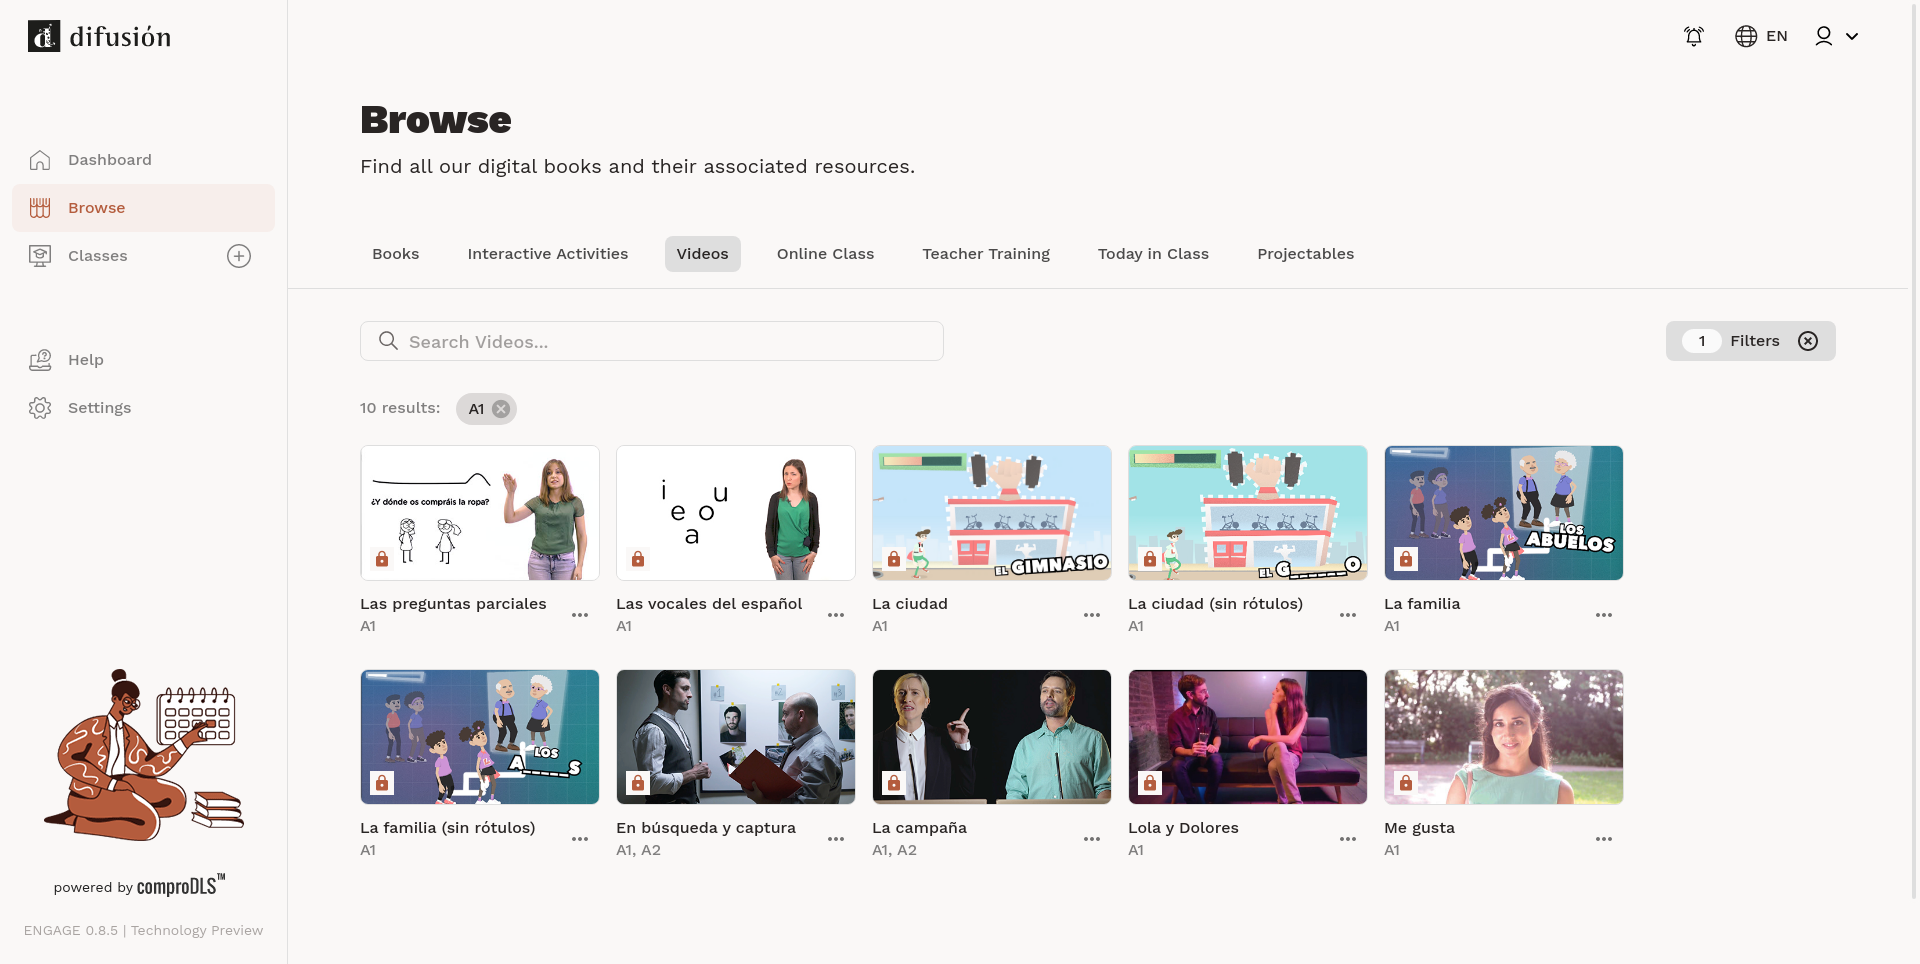 difusión
EN
Dashboard
Browse
Classes
Help
Settings
powered by comproDLS™
ENGAGE 0.8.5 | Technology Preview
Browse
Find all our digital books and their associated resources.
Books
Interactive Activities
Videos
Online Class
Teacher Training
Today in Class
Projectables
Search Videos...
1 Filters
10 results:
A1
¿Y dónde os compráis la ropa?
Las preguntas parciales
A1
i u
e o
a
Las vocales del español
A1
EL GIMNASIO
La ciudad
A1
EL G______O
La ciudad (sin rótulos)
A1
LOS
ABUELOS
La familia
A1
LOS
A_____S
La familia (sin rótulos)
A1
En búsqueda y captura
A1, A2
La campaña
A1, A2
Lola y Dolores
A1
Me gusta
A1